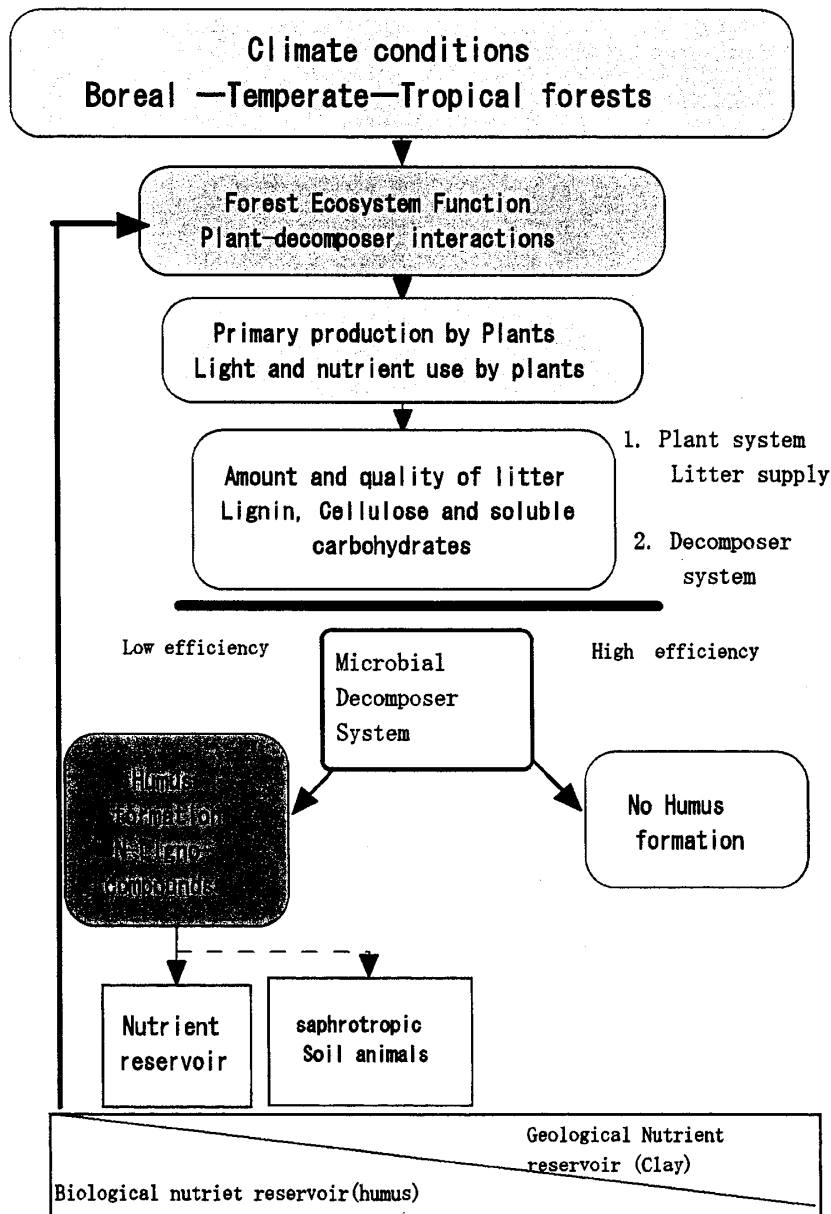 Climate conditions
Boreal —Temperate—Tropical forests
Forest Ecosystem Function
Plant-decomposer interactions
Primary production by Plants
Light and nutrient use by plants
Amount and quality of litter
Lignin, Cellulose and soluble
carbohydrates
1. Plant system
Litter supply
2. Decomposer
system
Low efficiency
High efficiency
Microbial
Decomposer
System
Humus
formation
compounds
No Humus
formation
Nutrient
reservoir
saphrotropic
Soil animals
Geological Nutrient
reservoir (Clay)
Biological nutriet reservoir(humus)